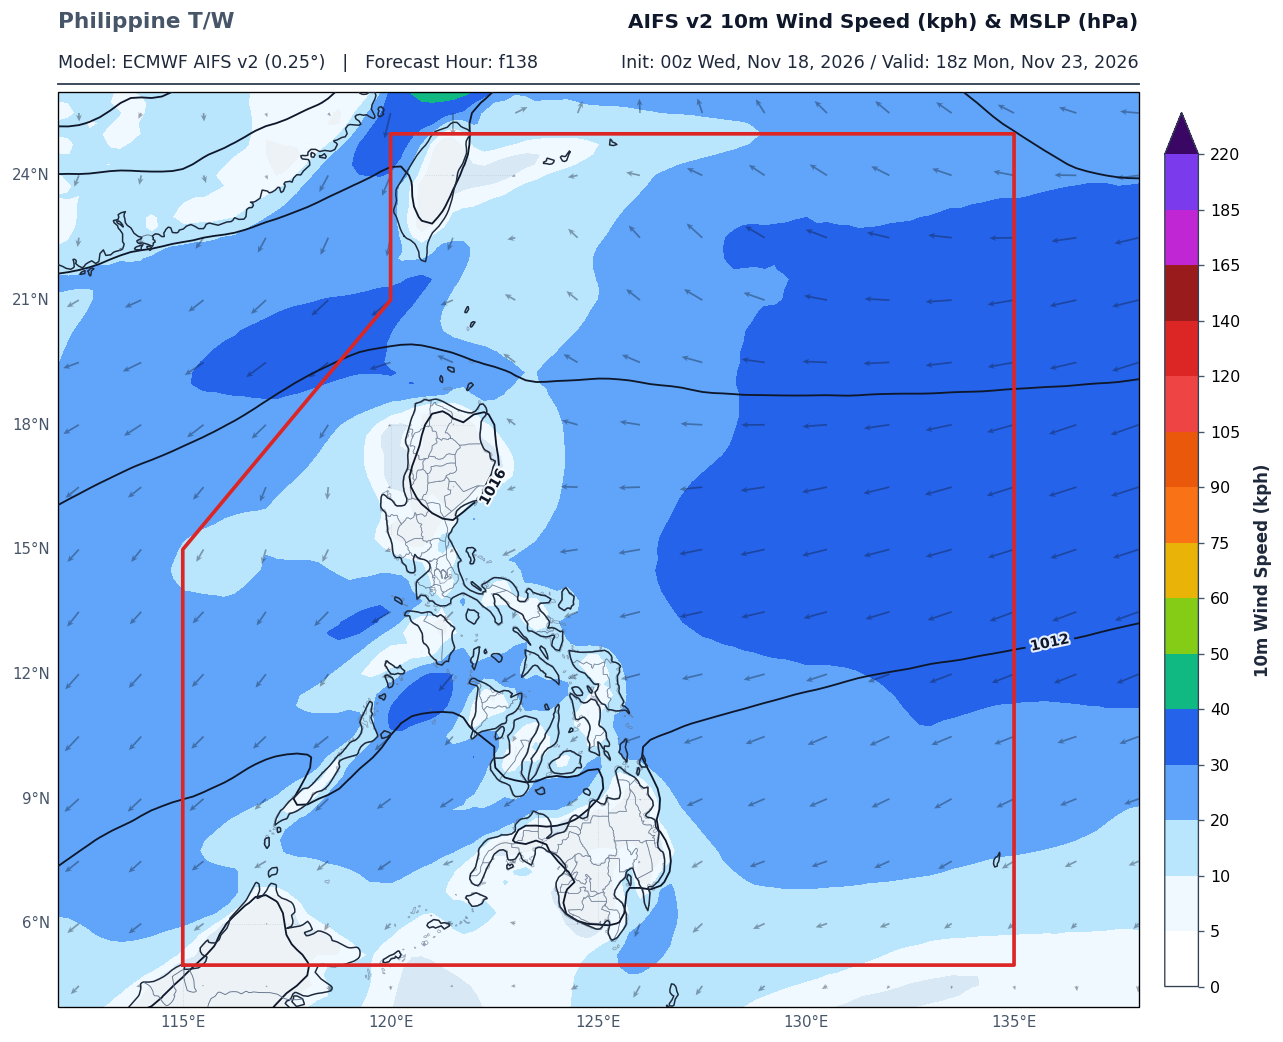 Philippine T/W
AIFS v2 10m Wind Speed (kph) & MSLP (hPa)
Model: ECMWF AIFS v2 (0.25°)   |   Forecast Hour: f138
Init: 00z Wed, Nov 18, 2026 / Valid: 18z Mon, Nov 23, 2026
24°N
21°N
18°N
15°N
12°N
9°N
6°N
115°E
120°E
125°E
130°E
135°E
1016
1012
220
185
165
140
120
105
90
75
60
50
40
30
20
10
5
0
10m Wind Speed (kph)